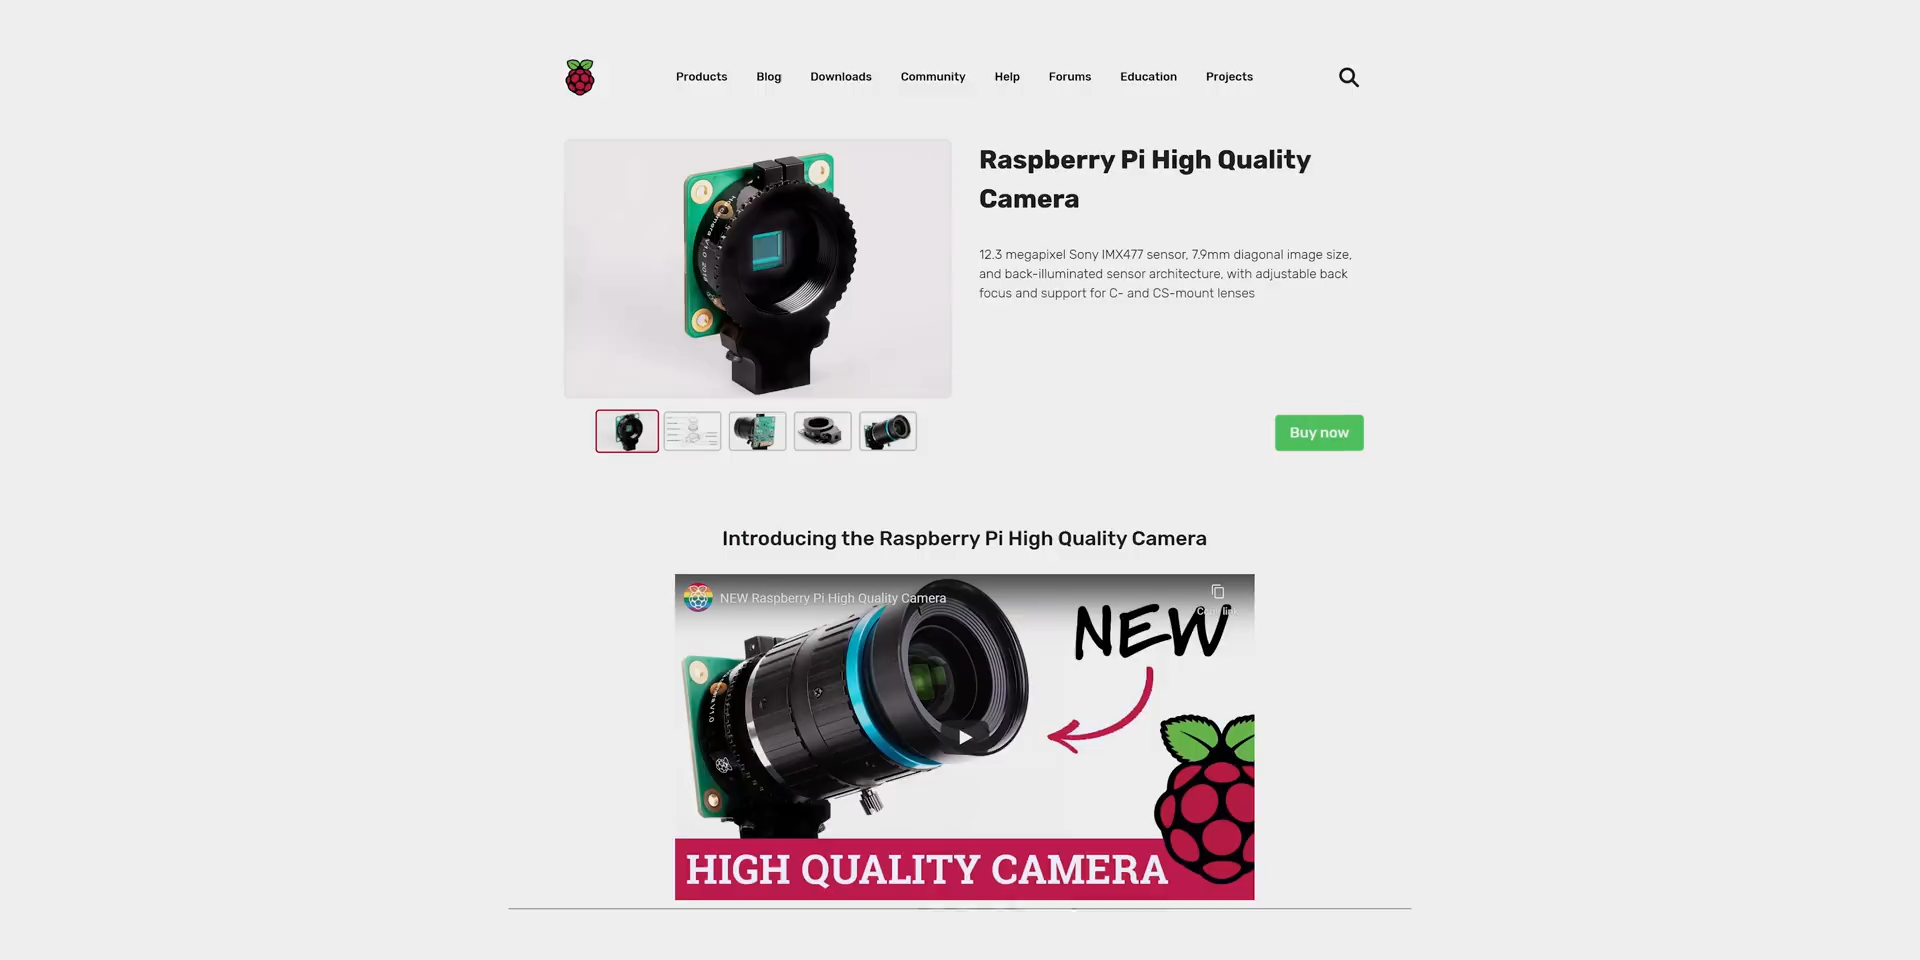 Products Blog Downloads Community Help Forums Education Projects
Raspberry Pi High Quality
Camera
12.3 megapixel Sony IMX477 sensor, 7.9mm diagonal image size,
and back-illuminated sensor architecture, with adjustable back
focus and support for C- and CS-mount lenses
Buy now
Introducing the Raspberry Pi High Quality Camera
NEW Raspberry Pi High Quality Camera
NEW
HIGH QUALITY CAMERA